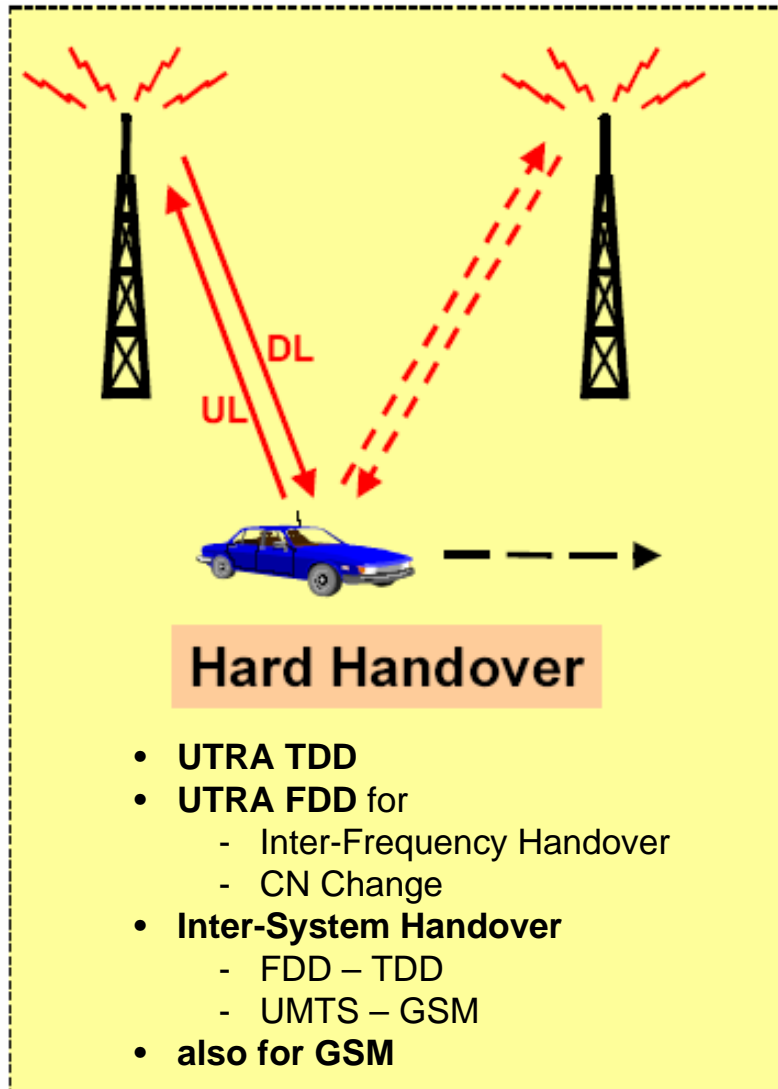 DL
UL
Hard Handover
• UTRA TDD
• UTRA FDD for
- Inter-Frequency Handover
- CN Change
• Inter-System Handover
- FDD – TDD
- UMTS – GSM
• also for GSM